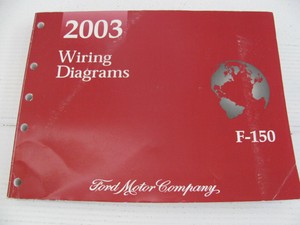 2003
Wiring
Diagrams
F-150
Ford Motor Company